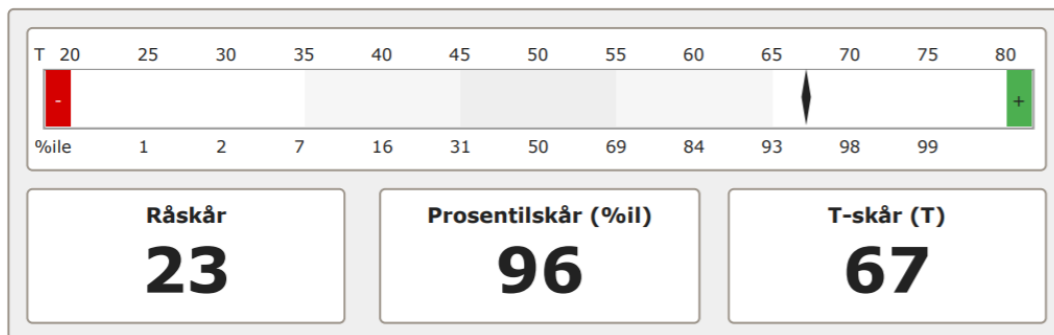 T 20 25 30 35 40 45 50 55 60 65 70 75 80
- +
%ile 1 2 7 16 31 50 69 84 93 98 99
Råskår Prosentilskår (%il) T-skår (T)
23 96 67